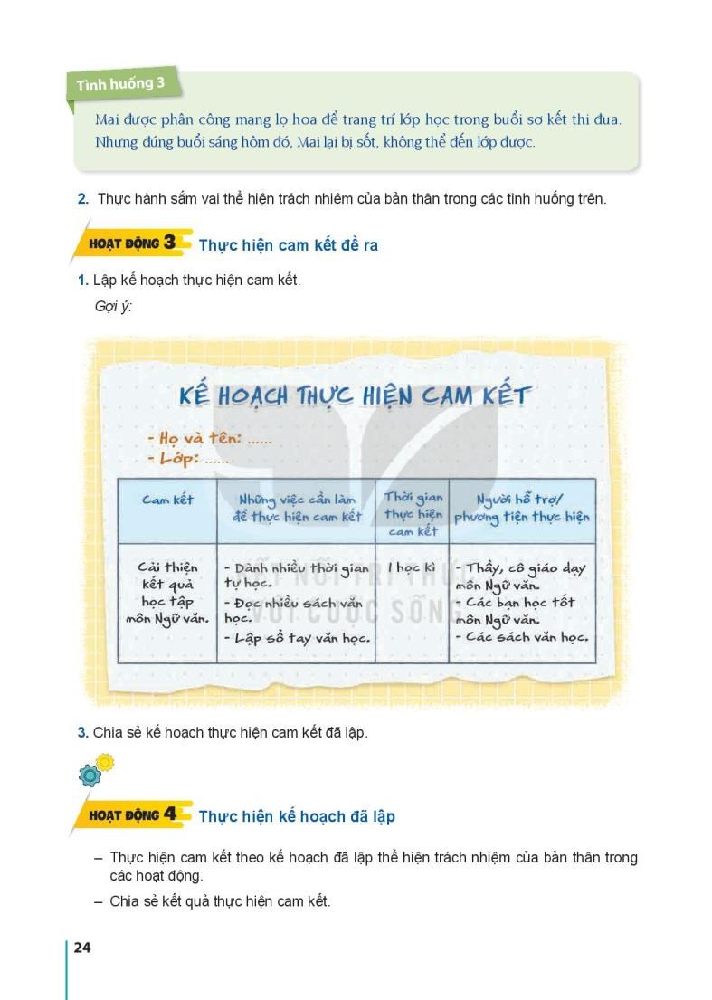 Tình huống 3
Mai được phân công mang lọ hoa để trang trí lớp học trong buổi sơ kết thi đua.
Nhưng đúng buổi sáng hôm đó, Mai lại bị sốt, không thể đến lớp được.
2. Thực hành sắm vai thể hiện trách nhiệm của bản thân trong các tình huống trên.
HOẠT ĐỘNG 3 Thực hiện cam kết đề ra
1. Lập kế hoạch thực hiện cam kết.
Gợi ý:
KẾ HOẠCH THỰC HIỆN CAM KẾT
- Họ và tên: ......
- Lớp: ......
Cam kết
Những việc cần làm
để thực hiện cam kết
Thời gian
thực hiện
cam kết
Người hỗ trợ/
phương tiện thực hiện
Cải thiện
kết quả
học tập
môn Ngữ văn.
- Dành nhiều thời gian
tự học.
- Đọc nhiều sách văn
học.
- Lập sổ tay văn học.
1 học kì
- Thầy, cô giáo dạy
môn Ngữ văn.
- Các bạn học tốt
môn Ngữ văn.
- Các sách văn học.
KẾT NỐI TRI THỨC
VỚI CUỘC SỐNG
3. Chia sẻ kế hoạch thực hiện cam kết đã lập.
HOẠT ĐỘNG 4 Thực hiện kế hoạch đã lập
– Thực hiện cam kết theo kế hoạch đã lập thể hiện trách nhiệm của bản thân trong
các hoạt động.
– Chia sẻ kết quả thực hiện cam kết.
24